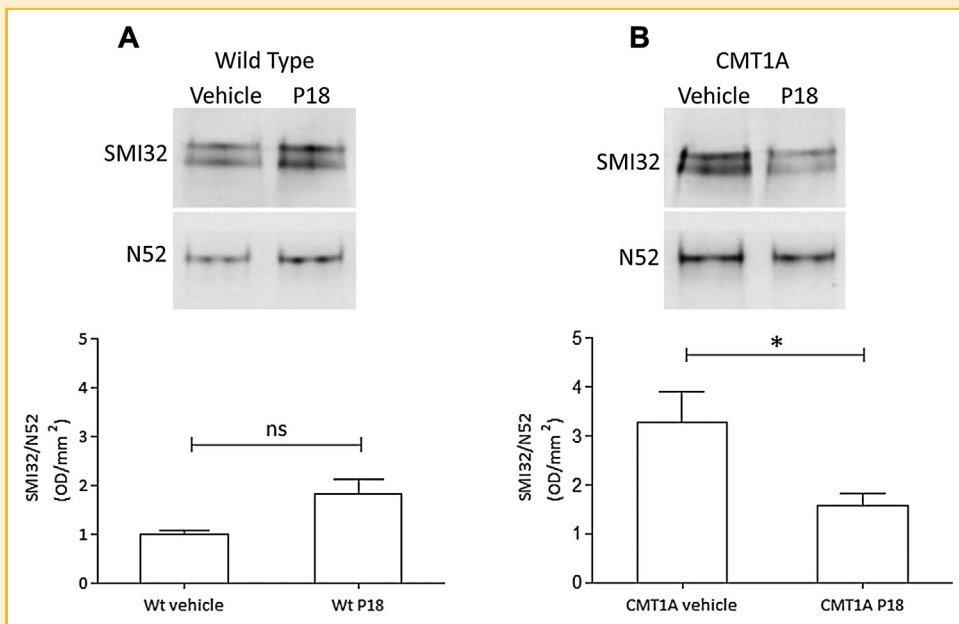 A
Wild Type
Vehicle P18
SMI32
N52
5
4
3
2
1
0
SMI32/N52
(OD/mm²)
ns
Wt vehicle Wt P18
B
CMT1A
Vehicle P18
SMI32
N52
5
4
3
2
1
0
SMI32/N52
(OD/mm²)
*
CMT1A vehicle CMT1A P18